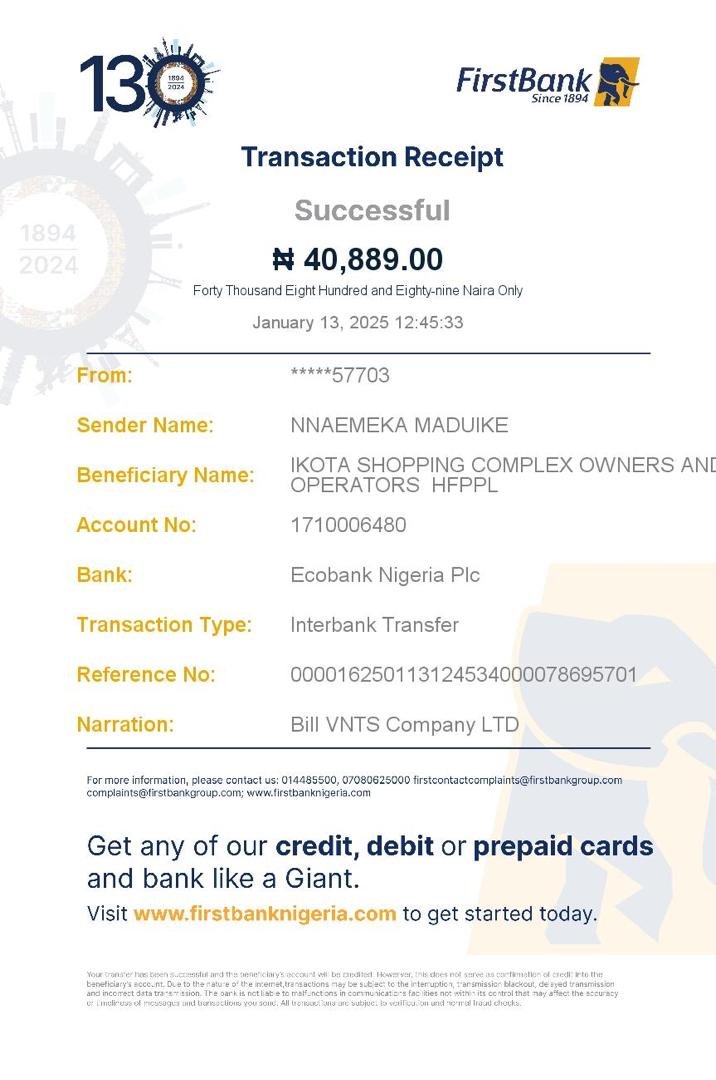 130
1894
2024
FirstBank
Since 1894
1894
2024
Transaction Receipt
Successful
₦ 40,889.00
Forty Thousand Eight Hundred and Eighty-nine Naira Only
January 13, 2025 12:45:33
From: *****57703
Sender Name: NNAEMEKA MADUIKE
Beneficiary Name: IKOTA SHOPPING COMPLEX OWNERS AND
OPERATORS HFPPL
Account No: 1710006480
Bank: Ecobank Nigeria Plc
Transaction Type: Interbank Transfer
Reference No: 000016250113124534000078695701
Narration: Bill VNTS Company LTD
For more information, please contact us: 014485500, 07080625000 firstcontactcomplaints@firstbankgroup.com
complaints@firstbankgroup.com; www.firstbanknigeria.com
Get any of our credit, debit or prepaid cards
and bank like a Giant.
Visit www.firstbanknigeria.com to get started today.
Your transfer has been successful and the beneficiary's account will be credited. However, this does not serve as confirmation of credit into the
beneficiary's account. Due to the nature of the internet,transactions may be subject to the interruption, transmission blackout, delayed transmission
and incorrect data transmission. The bank is not liable to malfunctions in communications facilities not within its control that may affect the accuracy
or timeliness of messages and transactions you send. All transactions are subject to verification and normal fraud checks.